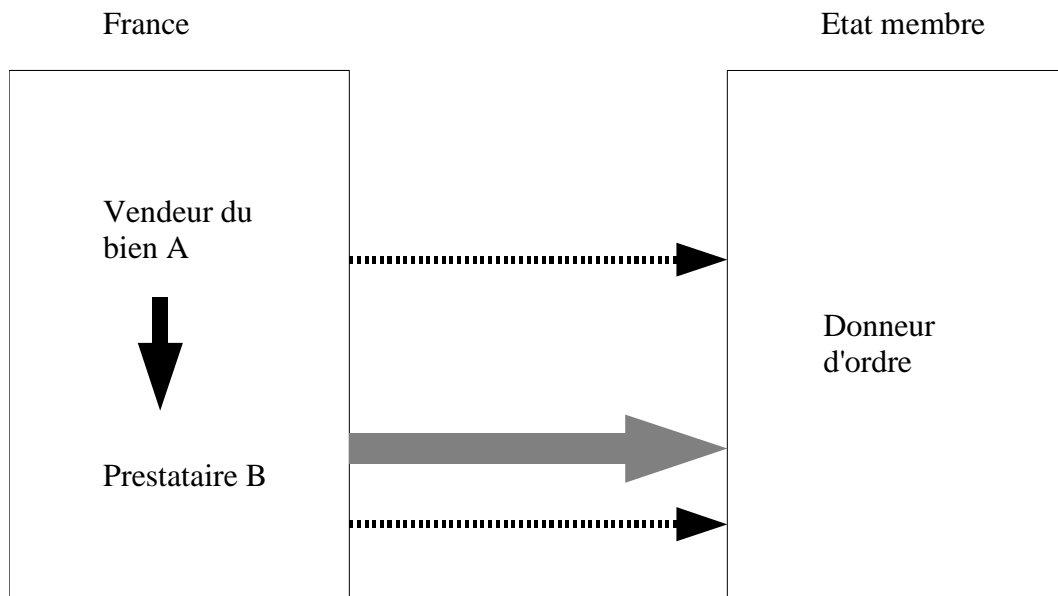 France
Etat membre
Vendeur du
bien A
Donneur
d'ordre
Prestataire B